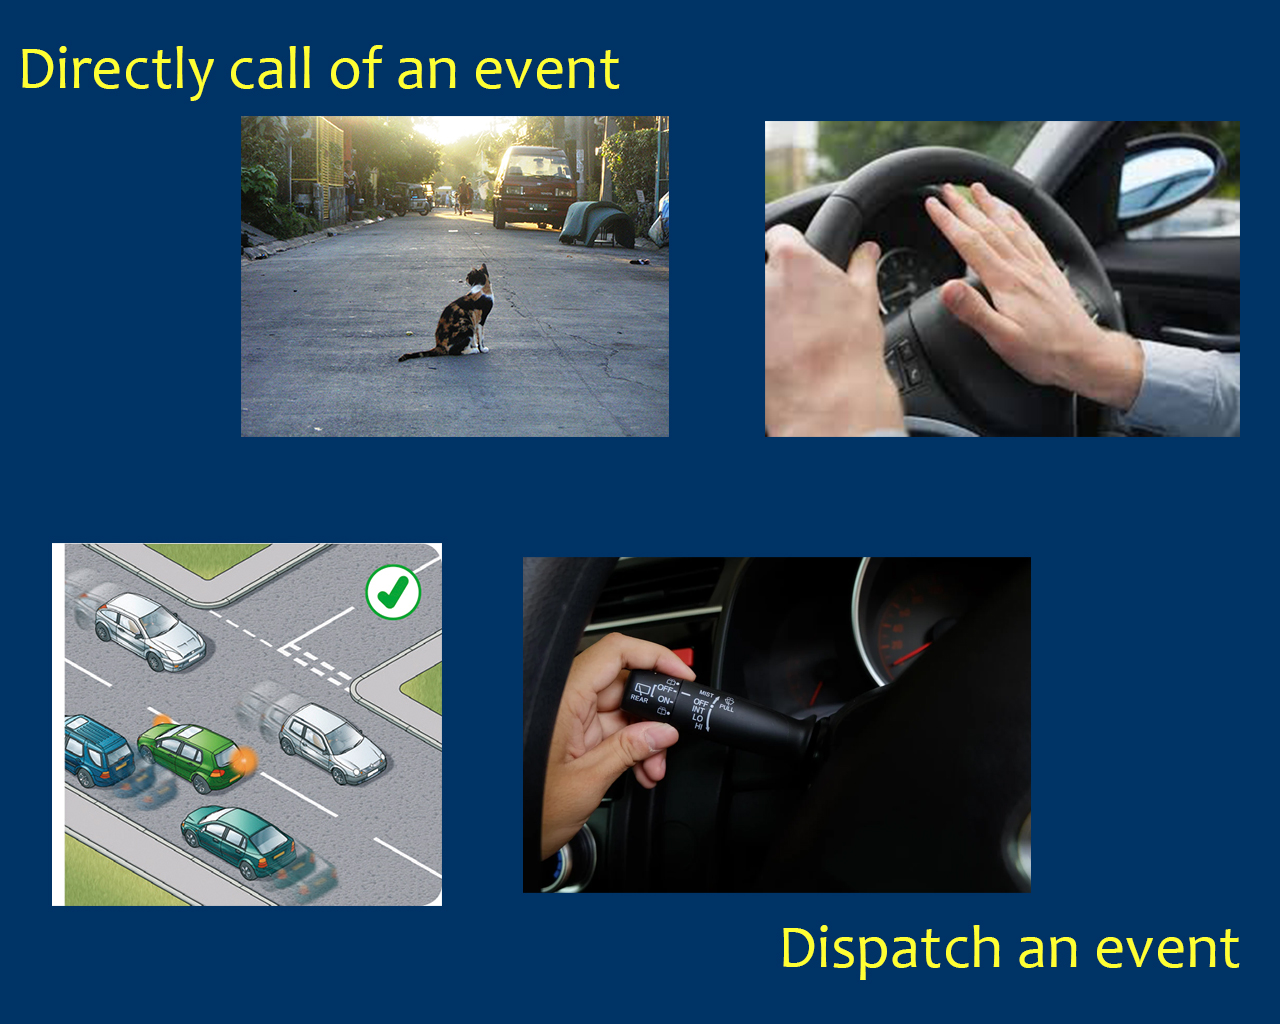 Directly call of an event
OFF
ON
REAR
MIST
OFF
INT
LO
HI
PULL
Dispatch an event